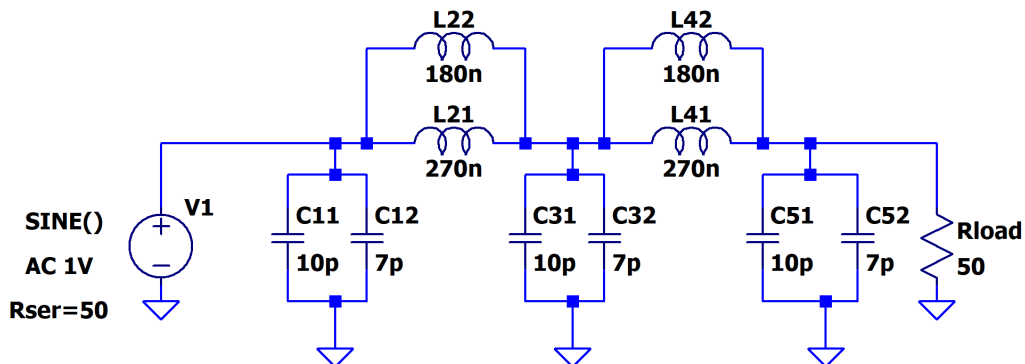 L22
180n
L42
180n
L21
270n
L41
270n
SINE()
AC 1V
Rser=50
V1
C11
10p
C12
7p
C31
10p
C32
7p
C51
10p
C52
7p
Rload
50